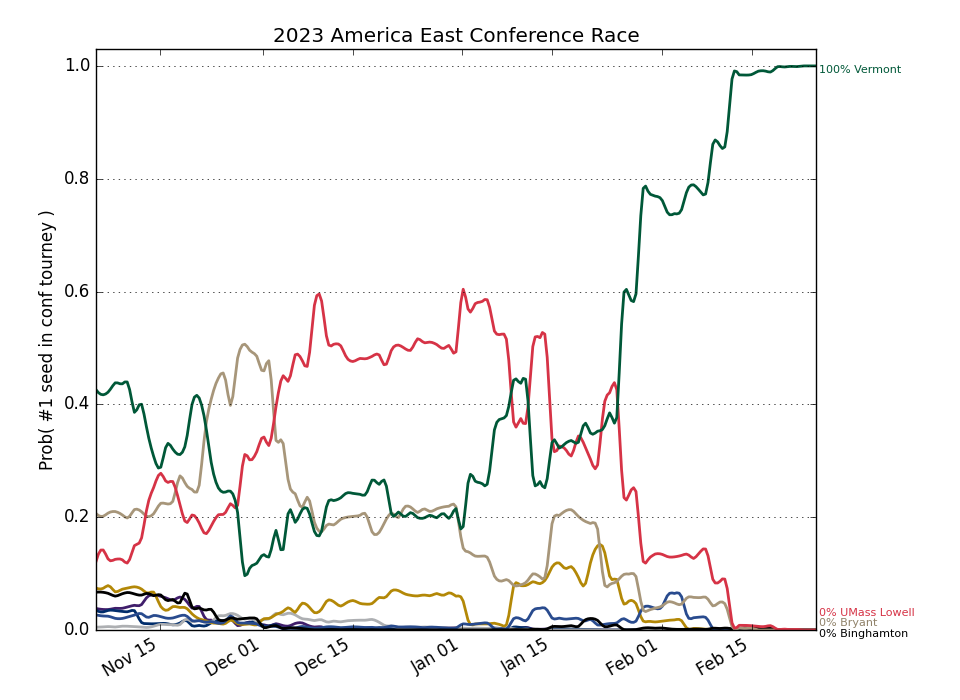 2023 America East Conference Race
Prob( #1 seed in conf tourney )
1.0
0.8
0.6
0.4
0.2
0.0
Nov 15
Dec 01
Dec 15
Jan 01
Jan 15
Feb 01
Feb 15
100% Vermont
0% UMass Lowell
0% Bryant
0% Binghamton